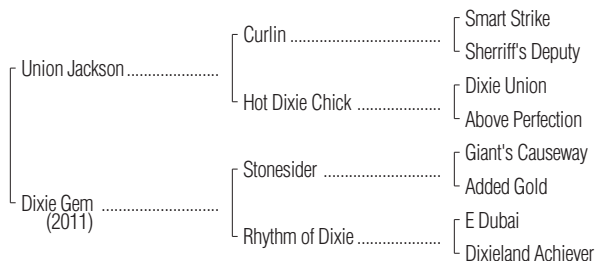 Smart Strike
Curlin ..........................................
Sherriff's Deputy
Union Jackson .........................
Dixie Union
Hot Dixie Chick .......................
Above Perfection
Giant's Causeway
Stonesider ................................
Added Gold
Dixie Gem ................................
(2011)
E Dubai
Rhythm of Dixie .......................
Dixieland Achiever